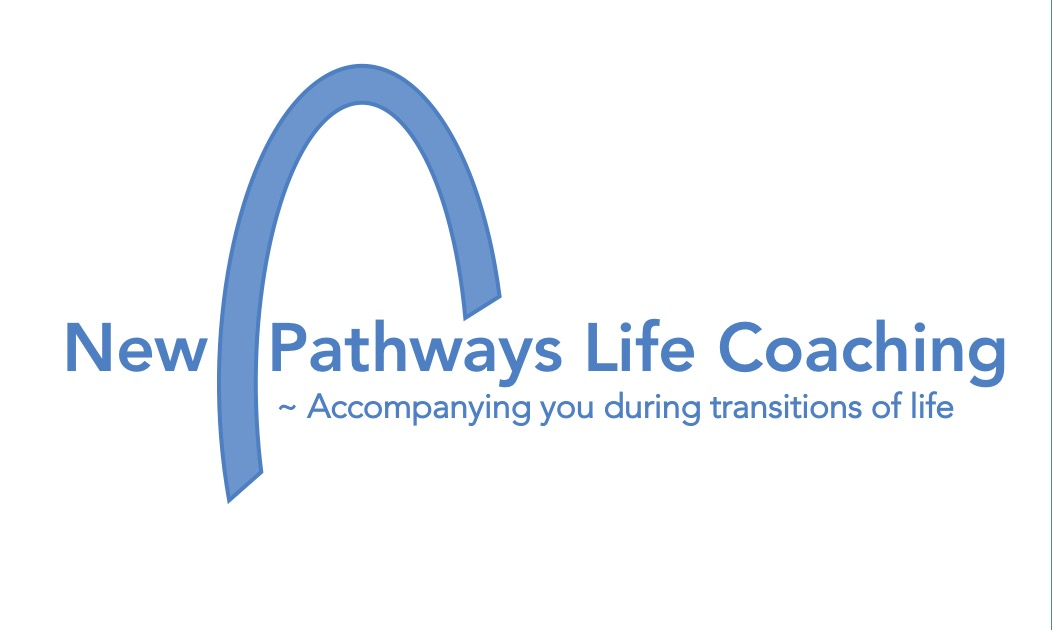 New Pathways Life Coaching
~ Accompanying you during transitions of life